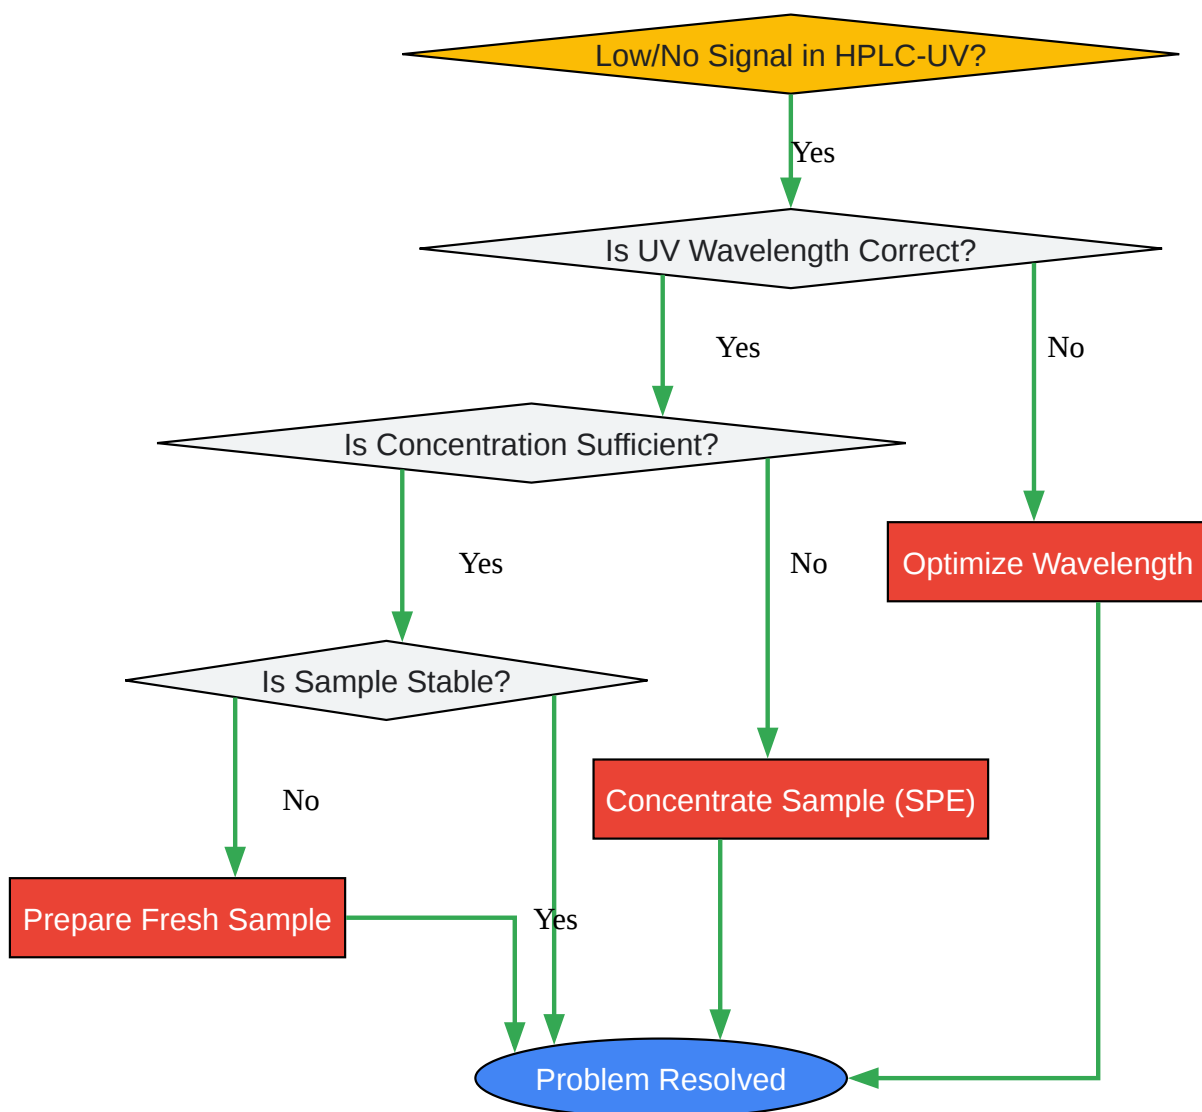 Low/No Signal in HPLC-UV?
Yes
Is UV Wavelength Correct?
Yes
No
Is Concentration Sufficient?
Yes
No
Optimize Wavelength
Is Sample Stable?
No
Concentrate Sample (SPE)
Prepare Fresh Sample
Yes
Problem Resolved